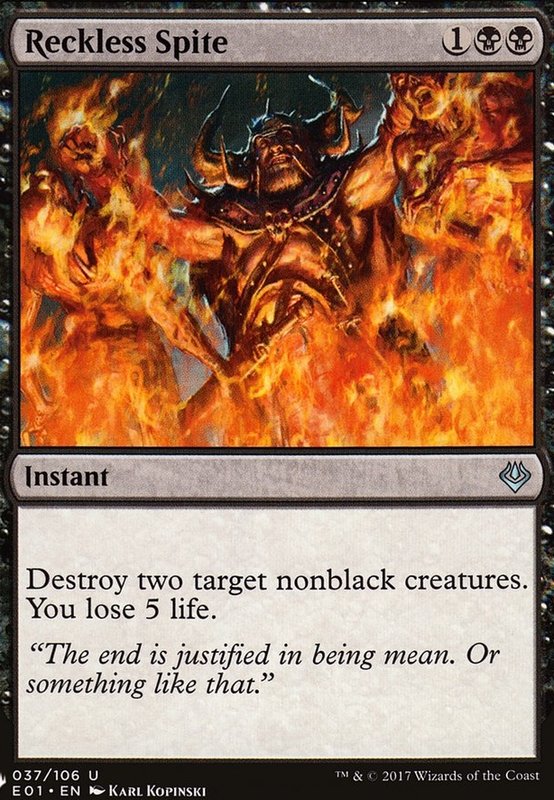 Reckless Spite
1
Instant
Destroy two target nonblack creatures.
You lose 5 life.
“The end is justified in being mean. Or
something like that.”
037/106 U
E01 • EN Karl Kopinski
™ & © 2017 Wizards of the Coast